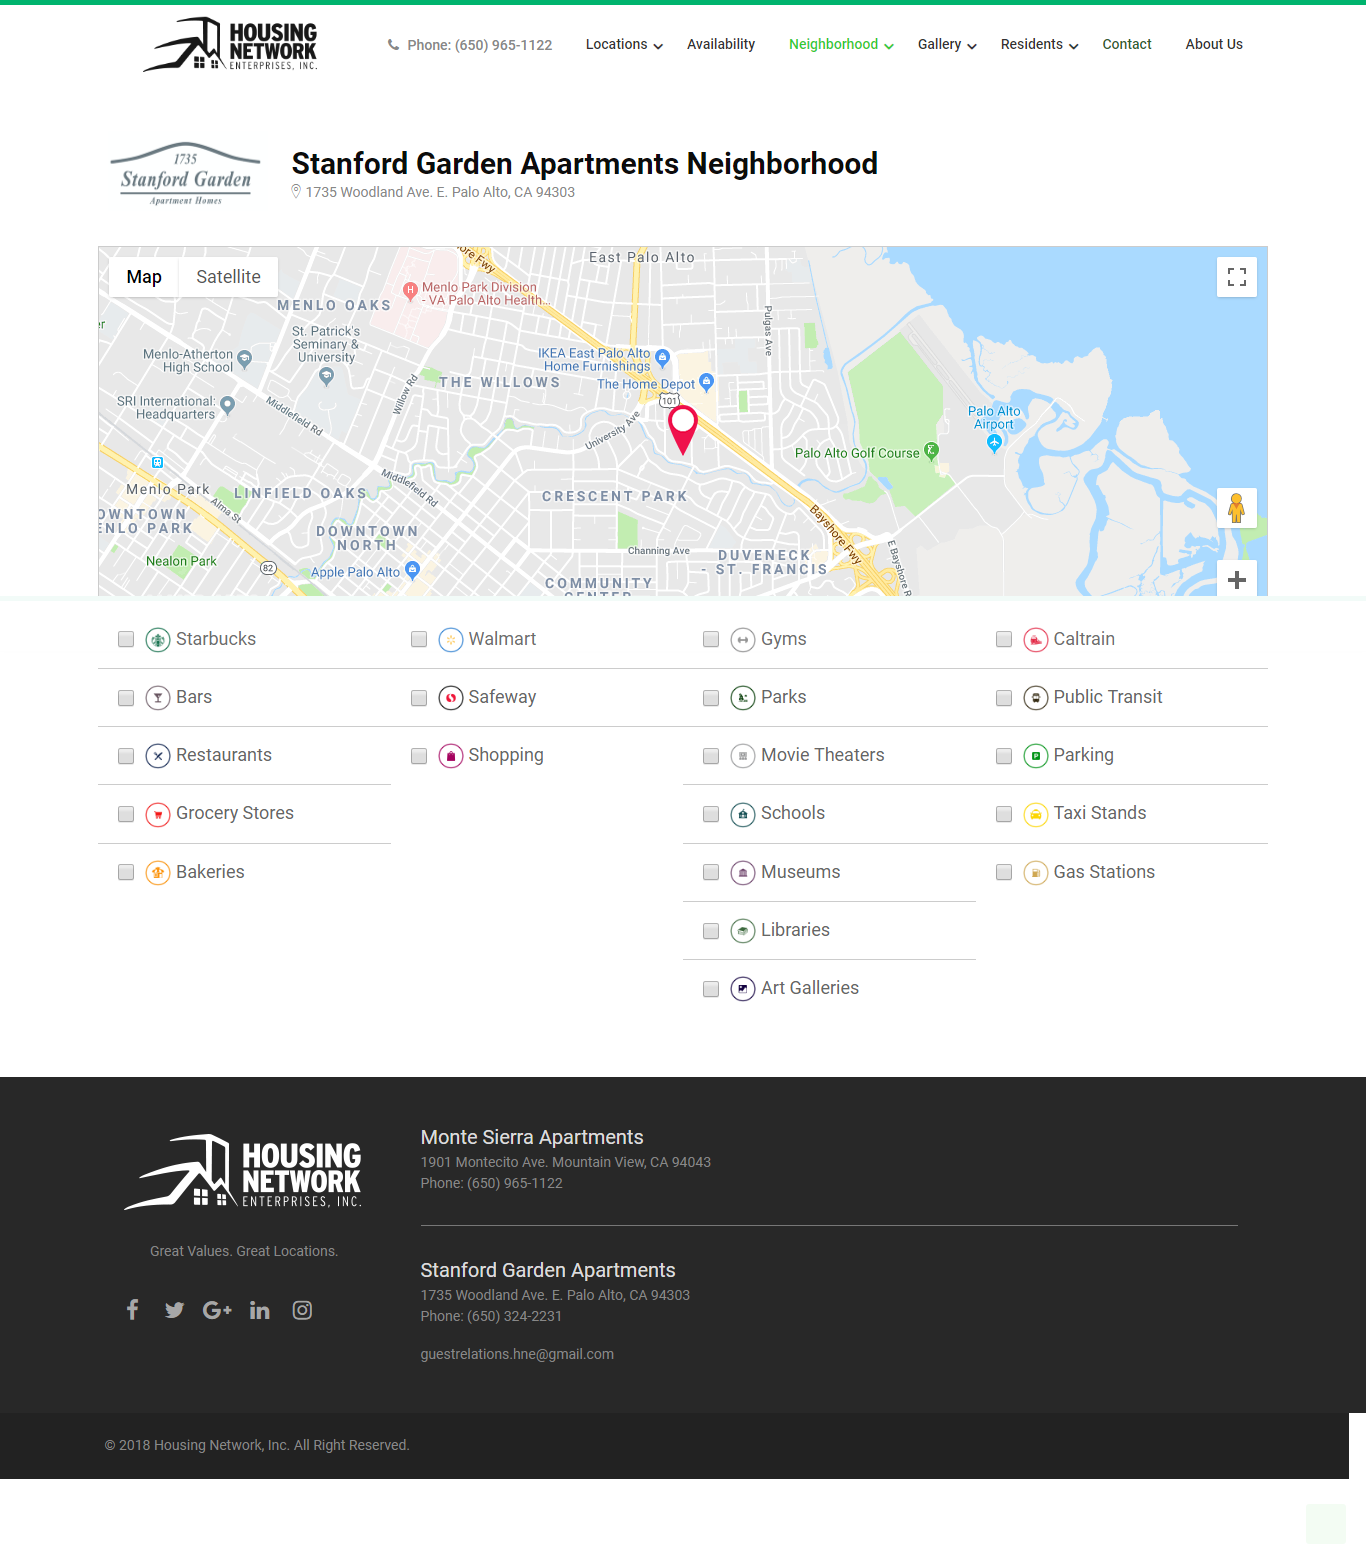 HOUSING
NETWORK
ENTERPRISES, INC.
Phone: (650) 965-1122
Locations
Availability
Neighborhood
Gallery
Residents
Contact
About Us
1735
Stanford Garden
Apartment Homes
Stanford Garden Apartments Neighborhood
1735 Woodland Ave. E. Palo Alto, CA 94303
Map
Satellite
ore Fwy
East Palo Alto
MENLO OAKS
H
Menlo Park Division
- VA Palo Alto Health...
Pulgas Ave
er
St. Patrick's
Seminary &
University
Menlo-Atherton
High School
IKEA East Palo Alto
Home Furnishings
THE WILLOWS
The Home Depot
Willow Rd
101
SRI International:
Headquarters
Middlefield Rd
University Ave
Palo Alto
Airport
Palo Alto Golf Course
Menlo Park
LINFIELD OAKS
Middlefield Rd
CRESCENT PARK
Alma St
OWNTOWN
ENLO PARK
DOWNTOWN
NORTH
Bayshore Fwy
Channing Ave
DUVENECK
- ST. FRANCIS
E Bayshore R
Nealon Park
82
Apple Palo Alto
COMMUNITY
CENTER
Starbucks
Walmart
Gyms
Caltrain
Bars
Safeway
Parks
Public Transit
Restaurants
Shopping
Movie Theaters
Parking
Grocery Stores
Schools
Taxi Stands
Bakeries
Museums
Gas Stations
Libraries
Art Galleries
HOUSING
NETWORK
ENTERPRISES, INC.
Great Values. Great Locations.
Monte Sierra Apartments
1901 Montecito Ave. Mountain View, CA 94043
Phone: (650) 965-1122
Stanford Garden Apartments
1735 Woodland Ave. E. Palo Alto, CA 94303
Phone: (650) 324-2231
guestrelations.hne@gmail.com
© 2018 Housing Network, Inc. All Right Reserved.